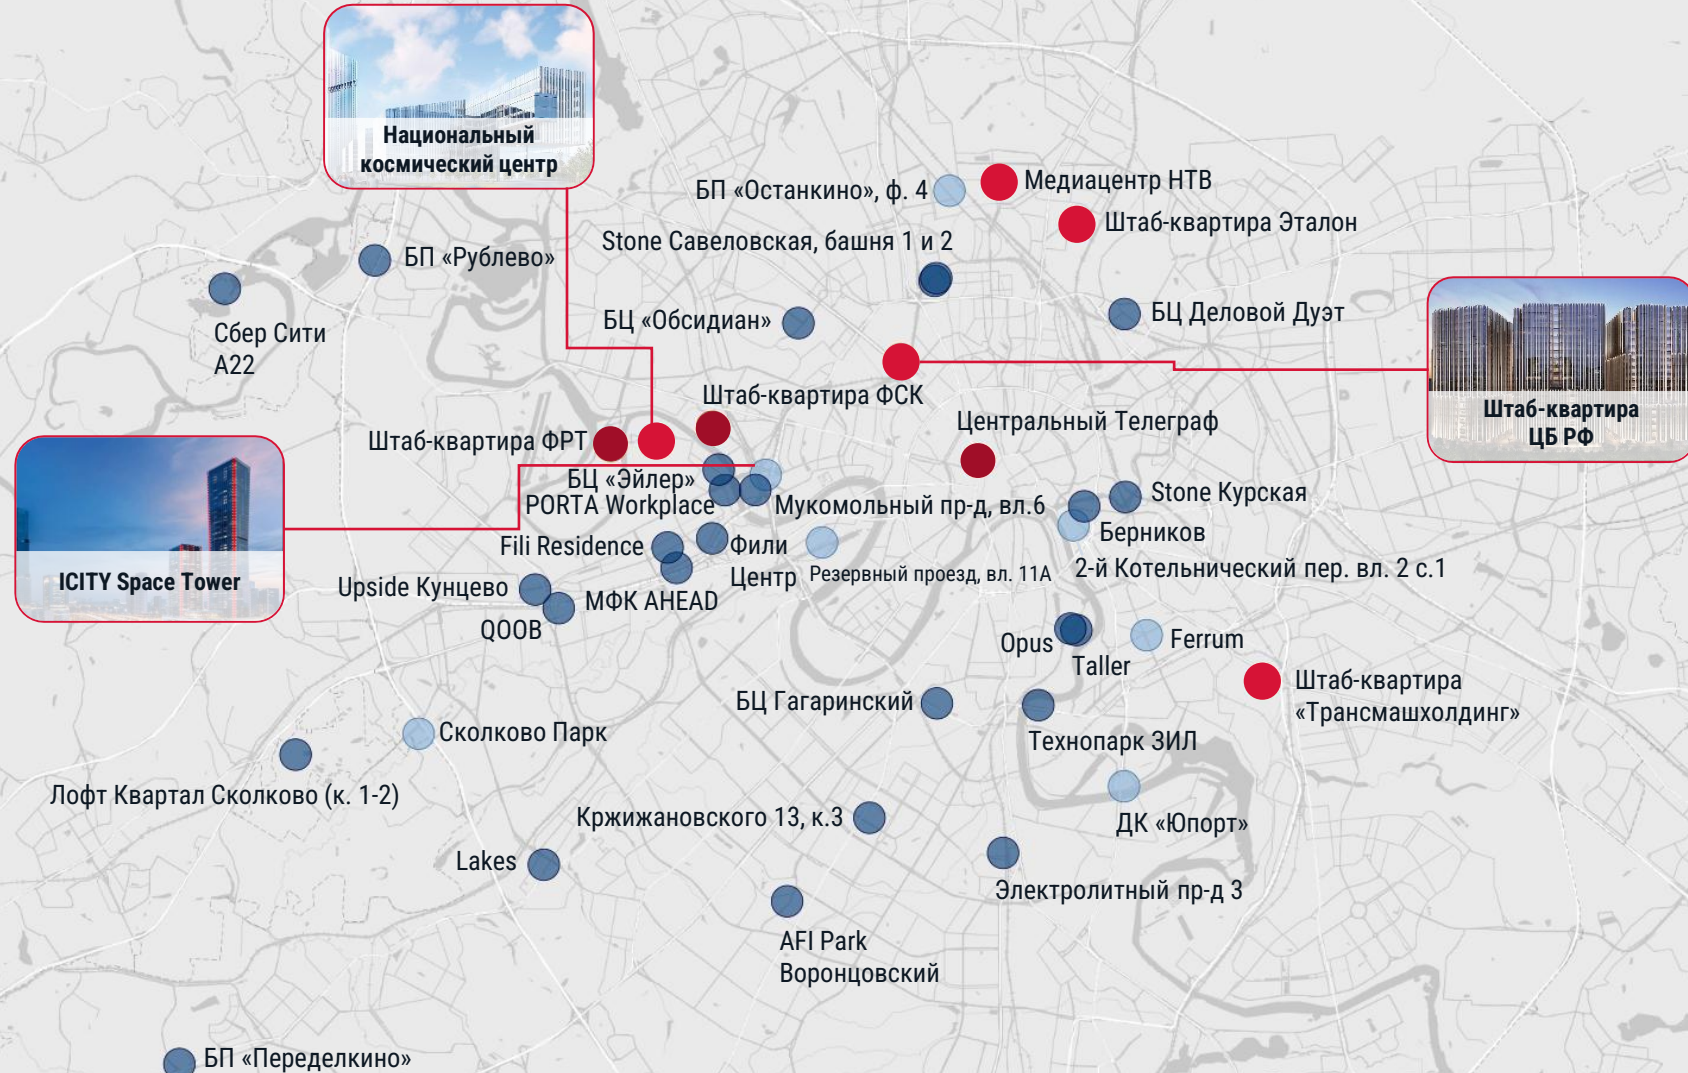 Национальный
космический центр
БП «Останкино», ф. 4
Медиацентр НТВ
Штаб-квартира Эталон
Stone Савеловская, башня 1 и 2
БП «Рублево»
Сбер Сити
А22
БЦ «Обсидиан»
БЦ Деловой Дуэт
Штаб-квартира ФСК
Штаб-квартира
ЦБ РФ
Центральный Телеграф
Штаб-квартира ФРТ
БЦ «Эйлер»
PORTA Workplace
Мукомольный пр-д, вл.6
Stone Курская
Берников
Fili Residence
Фили
Центр
Резервный проезд, вл. 11А
2-й Котельнический пер. вл. 2 с.1
ICITY Space Tower
Upside Кунцево
МФК AHEAD
QOOB
Opus
Taller
Ferrum
Штаб-квартира
«Трансмашхолдинг»
БЦ Гагаринский
Технопарк ЗИЛ
Сколково Парк
Лофт Квартал Сколково (к. 1-2)
Кржижановского 13, к.3
ДК «Юпорт»
Lakes
Электролитный пр-д 3
AFI Park
Воронцовский
БП «Переделкино»